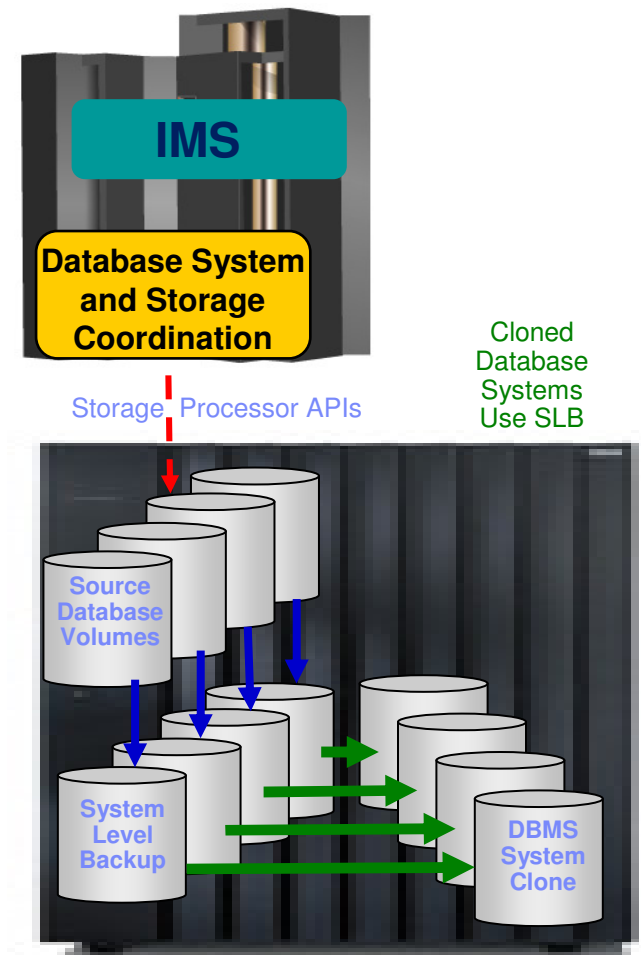 IMS
Database System
and Storage
Coordination
Cloned
Database
Systems
Use SLB
Storage Processor APIs
Source
Database
Volumes
System
Level
Backup
DBMS
System
Clone